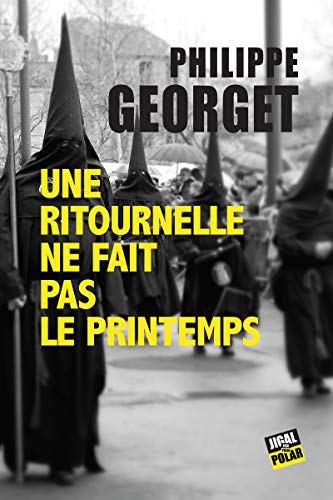 PHILIPPE
GEORGET
UNE
RITOURNELLE
NE FAIT
PAS
LE PRINTEMPS
JIGAL
POLAR